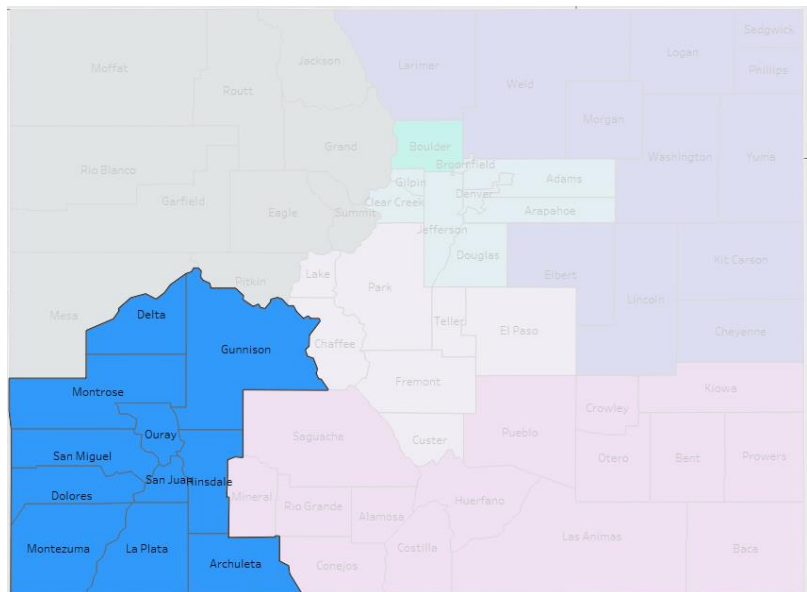 Sedgwick
Logan
Jackson
Larimer
Moffat
Phillips
Weld
Routt
Morgan
Grand
Boulder
Washington
Yuma
Broomfield
Rio Blanco
Gilpin
Adams
Denver
Garfield
Clear Creek
Eagle
Summit
Arapahoe
Jefferson
Douglas
Kit Carson
Lake
Elbert
Pitkin
Park
Lincoln
Mesa
Delta
Teller
El Paso
Cheyenne
Chaffee
Gunnison
Fremont
Kiowa
Montrose
Crowley
Pueblo
Ouray
Saguache
Custer
San Miguel
Otero
Bent
Prowers
San Juan
Hinsdale
Dolores
Mineral
Huerfano
Rio Grande
Alamosa
Las Animas
Montezuma
La Plata
Costilla
Baca
Archuleta
Conejos